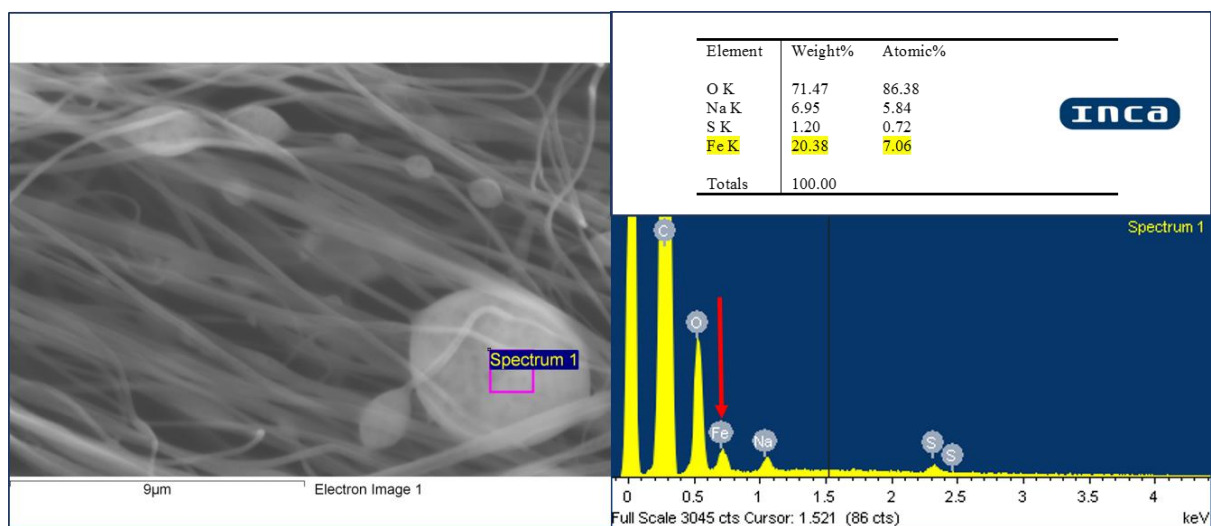 Spectrum 1
9µm Electron Image 1
Element Weight% Atomic%
O K 71.47 86.38
Na K 6.95 5.84
S K 1.20 0.72
Fe K 20.38 7.06
Totals 100.00
INCA
Spectrum 1
C
O
Fe
Na
S
S
0 0.5 1 1.5 2 2.5 3 3.5 4
Full Scale 3045 cts Cursor: 1.521 (86 cts) keV